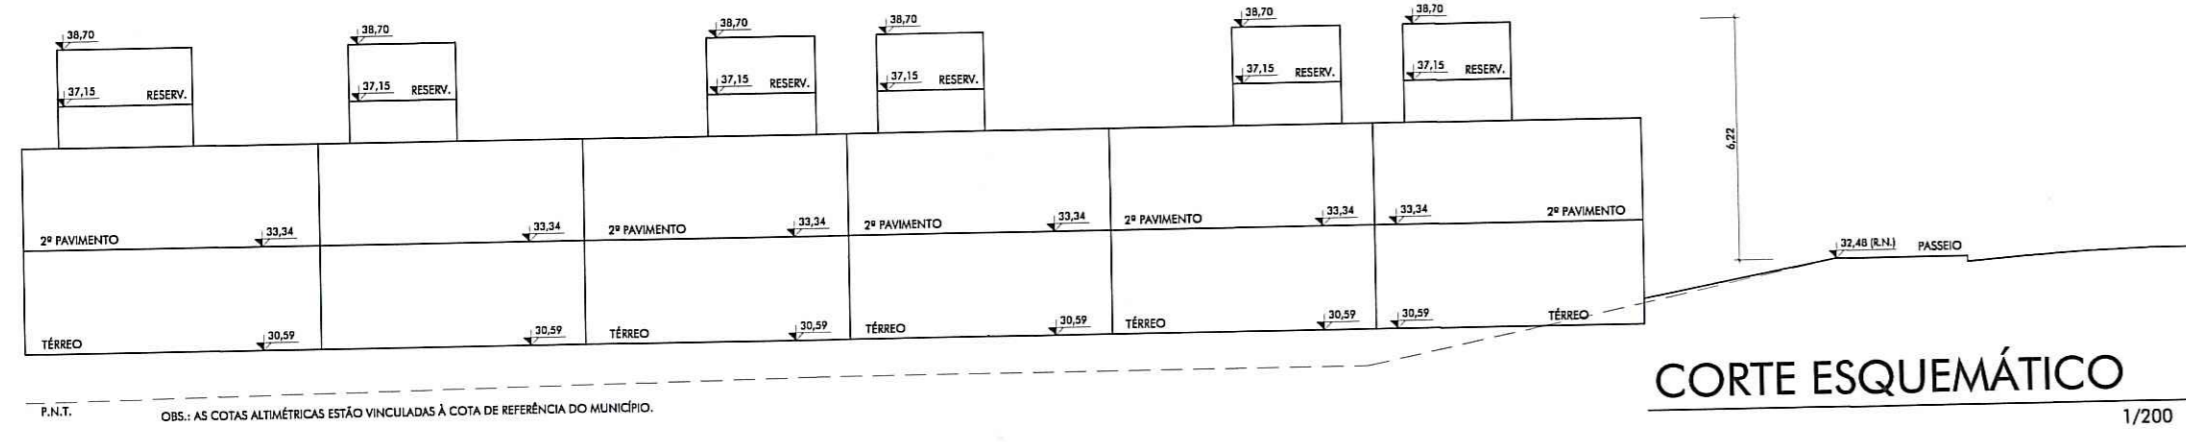 38,70 38,70 38,70 38,70 38,70 38,70
37,15 RESERV. 37,15 RESERV. 37,15 RESERV. 37,15 RESERV. 37,15 RESERV. 37,15 RESERV.
6,22
2º PAVIMENTO 33,34 33,34 2º PAVIMENTO 33,34 2º PAVIMENTO 33,34 2º PAVIMENTO 33,34 33,34 2º PAVIMENTO
32,48 (R.N.) PASSEIO
TÉRREO 30,59 30,59 TÉRREO 30,59 TÉRREO 30,59 TÉRREO 30,59 30,59 TÉRREO
P.N.T.
OBS.: AS COTAS ALTIMÉTRICAS ESTÃO VINCULADAS À COTA DE REFERÊNCIA DO MUNICÍPIO.
CORTE ESQUEMÁTICO
1/200